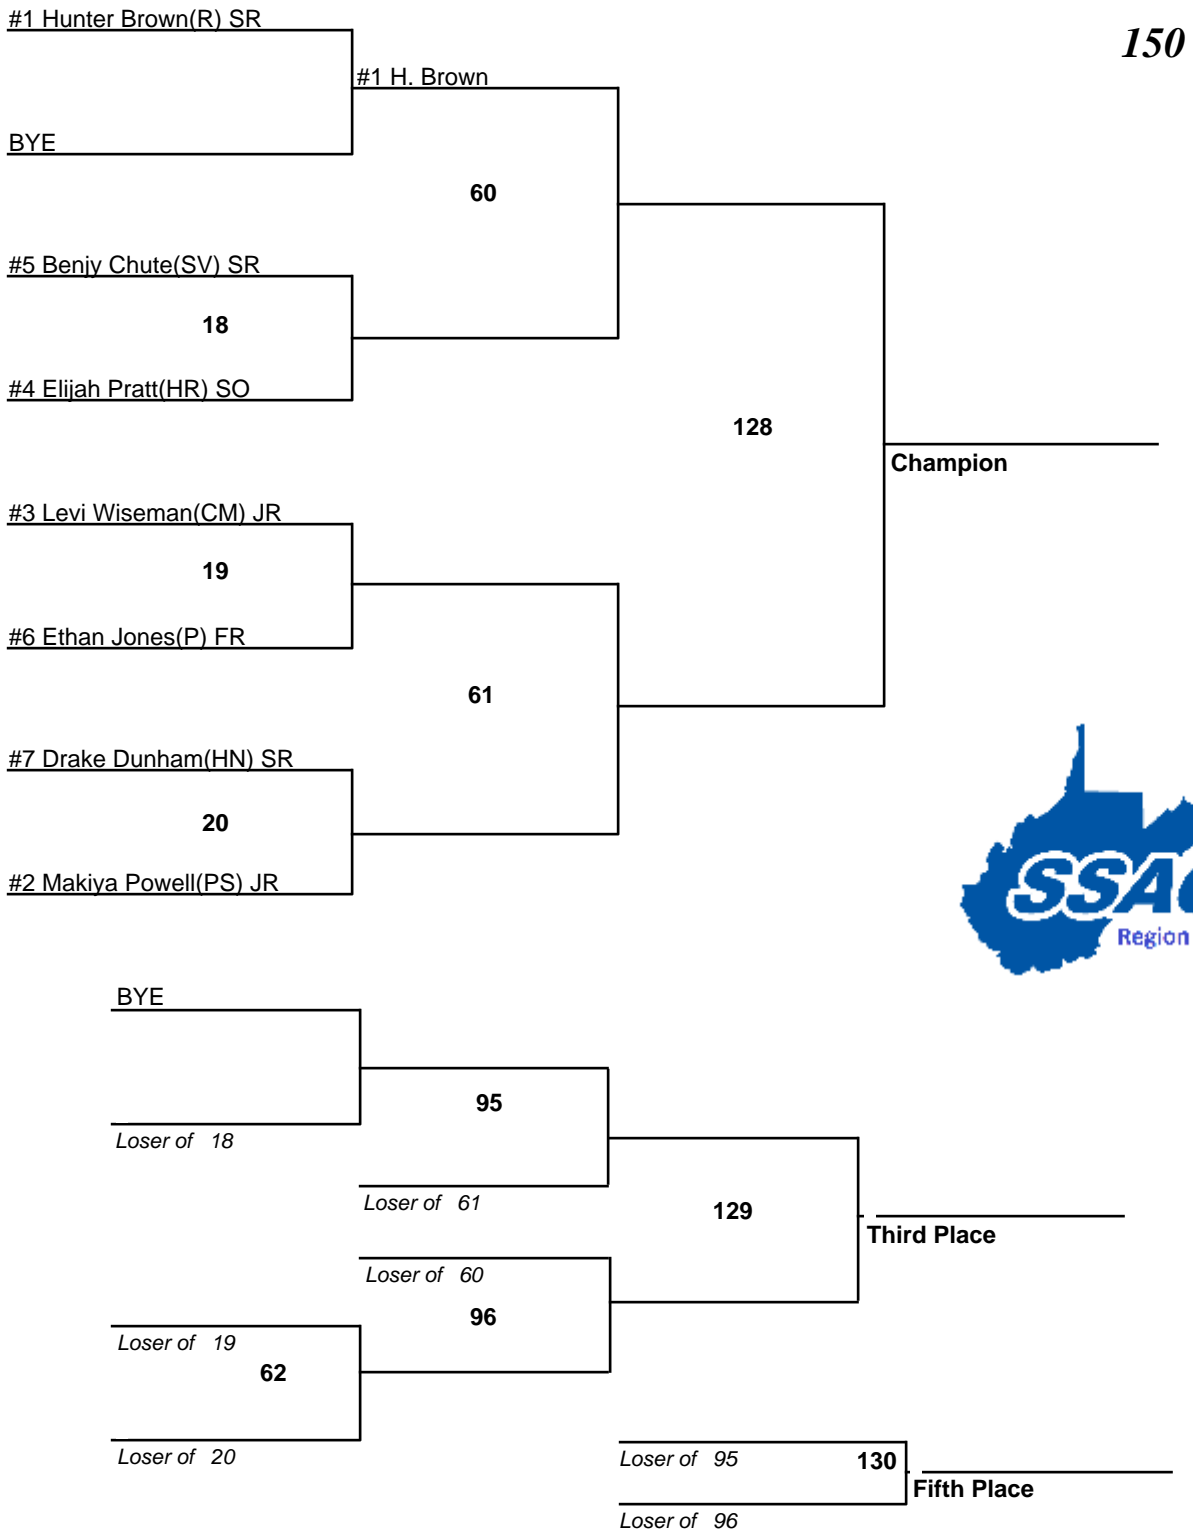 #1 Hunter Brown(R) SR
150
#1 H. Brown
BYE
60
#5 Benjy Chute(SV) SR
18
#4 Elijah Pratt(HR) SO
128
Champion
#3 Levi Wiseman(CM) JR
19
#6 Ethan Jones(P) FR
61
#7 Drake Dunham(HN) SR
20
#2 Makiya Powell(PS) JR
SSAC
Region
BYE
95
Loser of 18
Loser of 61
129
Third Place
Loser of 60
96
Loser of 19
62
Loser of 20
Loser of 95
130
Fifth Place
Loser of 96